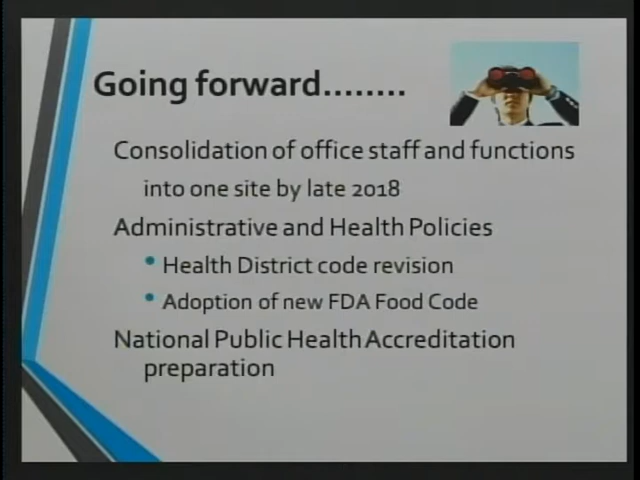 Going forward........
Consolidation of office staff and functions
into one site by late 2018
Administrative and Health Policies
• Health District code revision
• Adoption of new FDA Food Code
National Public Health Accreditation
preparation